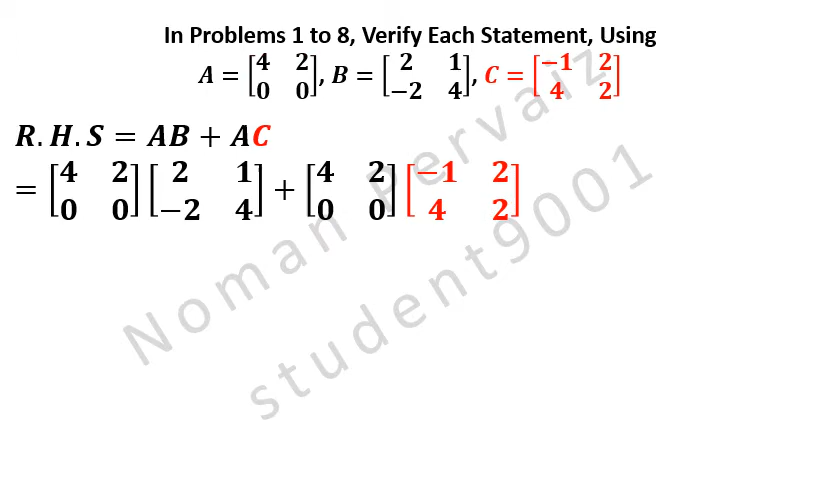 In Problems 1 to 8, Verify Each Statement, Using
A = [4 2; 0 0], B = [2 1; −2 4], C = [−1 2; 4 2]
R.H.S = AB + AC
= [4 2; 0 0] [2 1; −2 4] + [4 2; 0 0] [−1 2; 4 2]
Noman Pervaiz
student9001